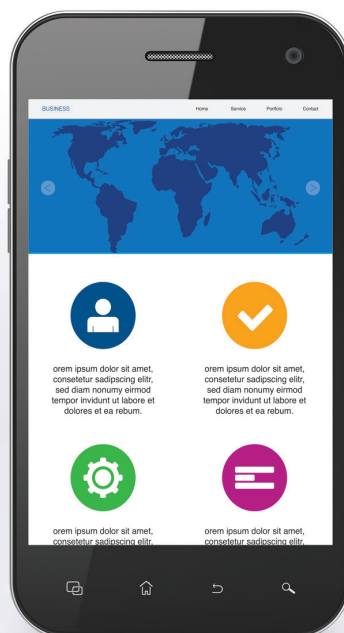 BUSINESS Home Service Portfolio Contact
orem ipsum dolor sit amet,
consetetur sadipscing elitr,
sed diam nonumy eirmod
tempor invidunt ut labore et
dolores et ea rebum.
orem ipsum dolor sit amet,
consetetur sadipscing elitr,
sed diam nonumy eirmod
tempor invidunt ut labore et
dolores et ea rebum.
orem ipsum dolor sit amet,
consetetur sadipscing elitr,
orem ipsum dolor sit amet,
consetetur sadipscing elitr,